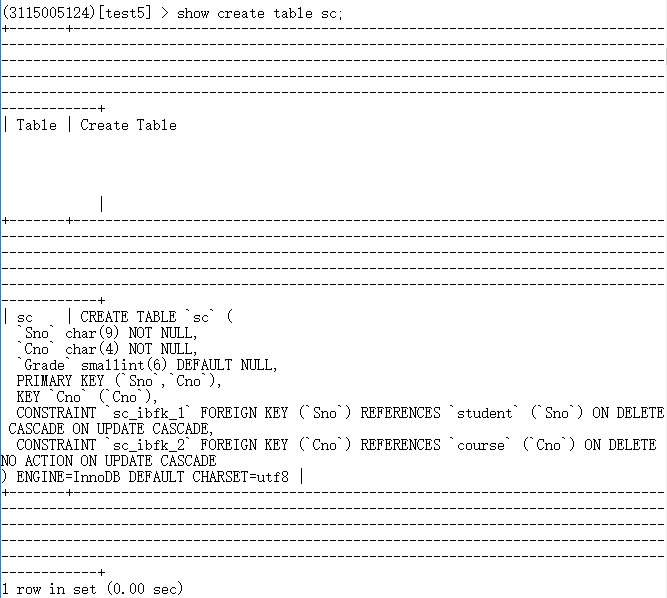 (3115005124)[test5] > show create table sc;
| Table | Create Table
|
| sc    | CREATE TABLE `sc` (
  `Sno` char(9) NOT NULL,
  `Cno` char(4) NOT NULL,
  `Grade` smallint(6) DEFAULT NULL,
  PRIMARY KEY (`Sno`,`Cno`),
  KEY `Cno` (`Cno`),
  CONSTRAINT `sc_ibfk_1` FOREIGN KEY (`Sno`) REFERENCES `student` (`Sno`) ON DELETE
 CASCADE ON UPDATE CASCADE,
  CONSTRAINT `sc_ibfk_2` FOREIGN KEY (`Cno`) REFERENCES `course` (`Cno`) ON DELETE
NO ACTION ON UPDATE CASCADE
) ENGINE=InnoDB DEFAULT CHARSET=utf8 |
1 row in set (0.00 sec)